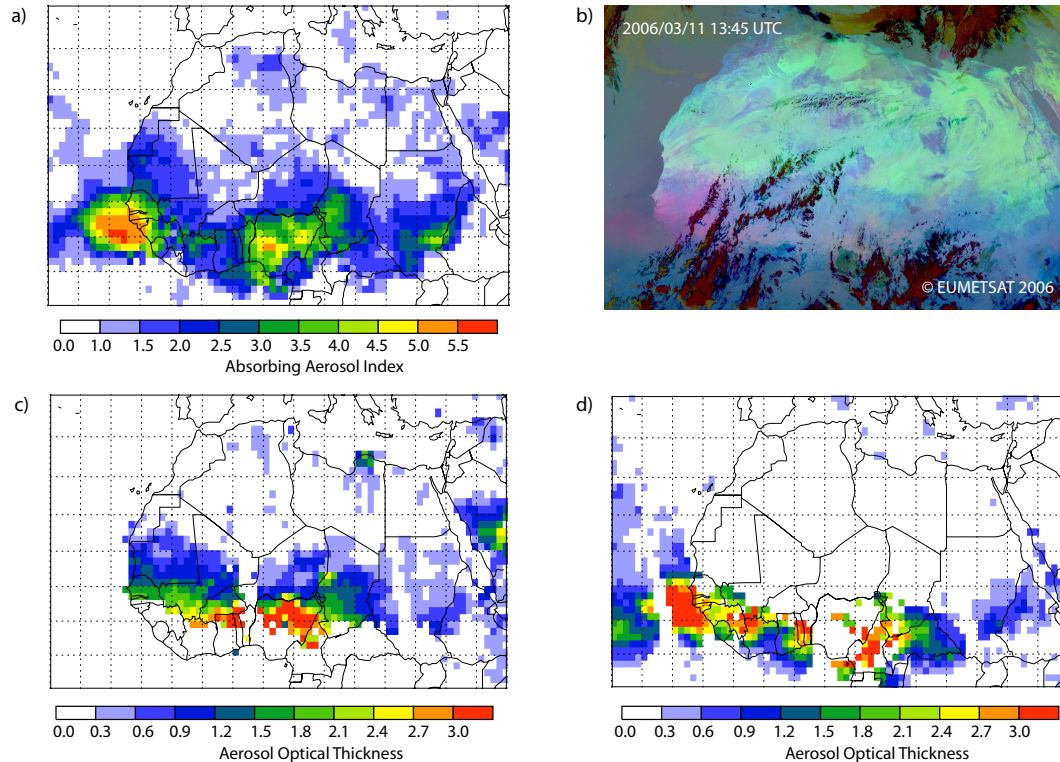 a)
b)
2006/03/11 13:45 UTC
© EUMETSAT 2006
0.0 1.0 1.5 2.0 2.5 3.0 3.5 4.0 4.5 5.0 5.5
Absorbing Aerosol Index
c)
d)
0.0 0.3 0.6 0.9 1.2 1.5 1.8 2.1 2.4 2.7 3.0
Aerosol Optical Thickness
0.0 0.3 0.6 0.9 1.2 1.5 1.8 2.1 2.4 2.7 3.0
Aerosol Optical Thickness